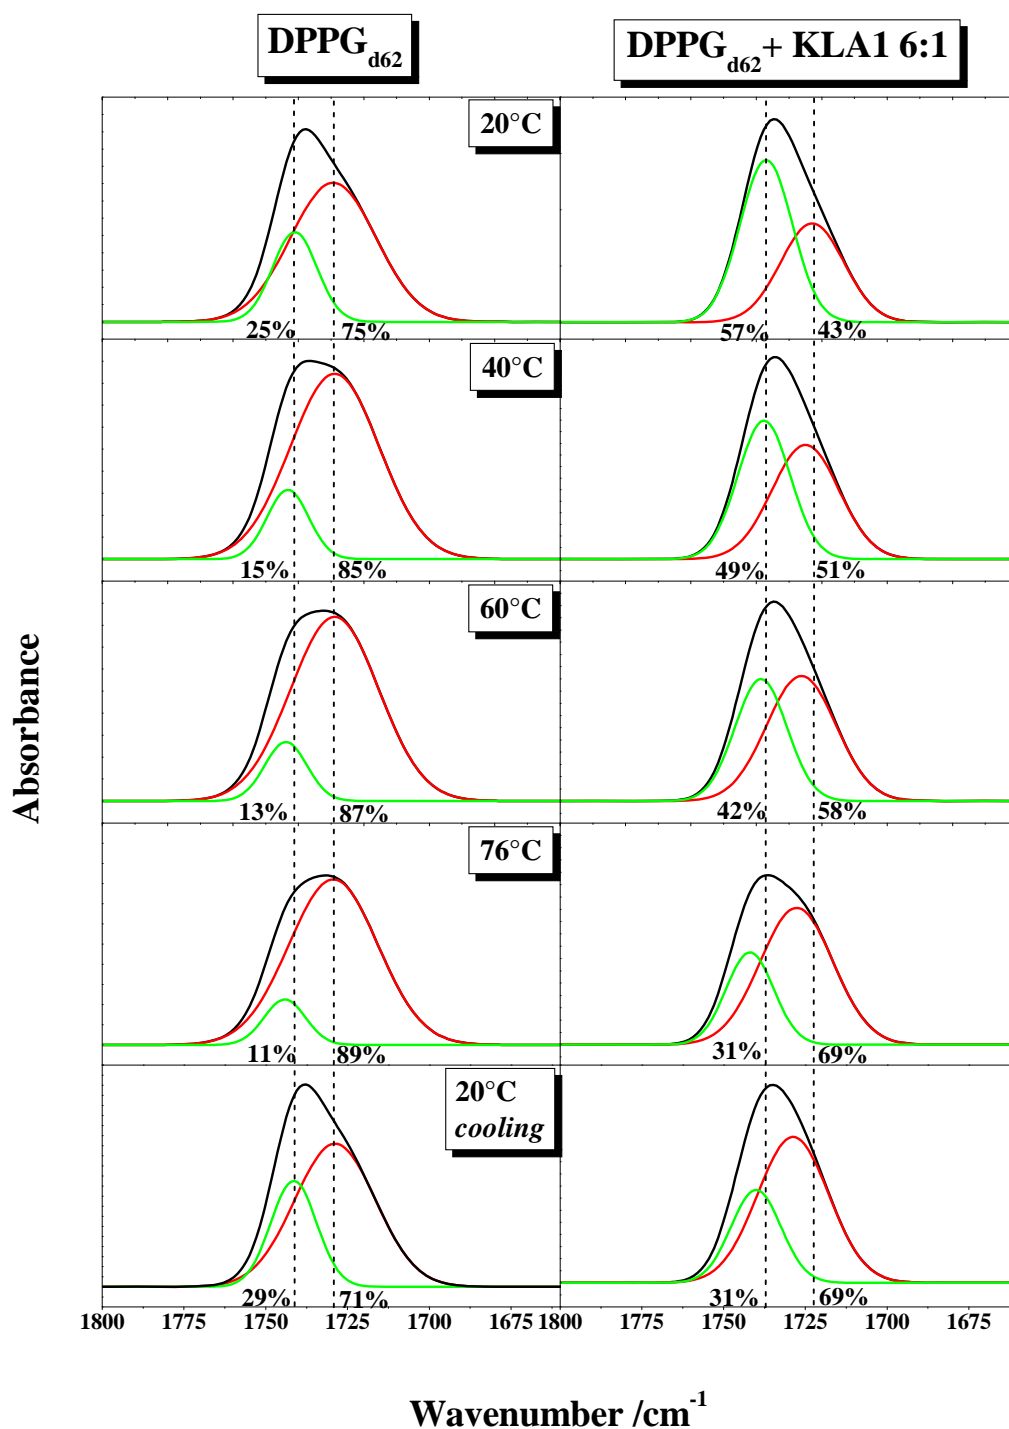 DPPG_d62
DPPG_d62 + KLA1 6:1
20°C
25% 75%
57% 43%
40°C
15% 85%
49% 51%
60°C
13% 87%
42% 58%
76°C
11% 89%
31% 69%
20°C
cooling
29% 71%
31% 69%
1800 1775 1750 1725 1700 1675 1800 1775 1750 1725 1700 1675
Absorbance
Wavenumber /cm^-1